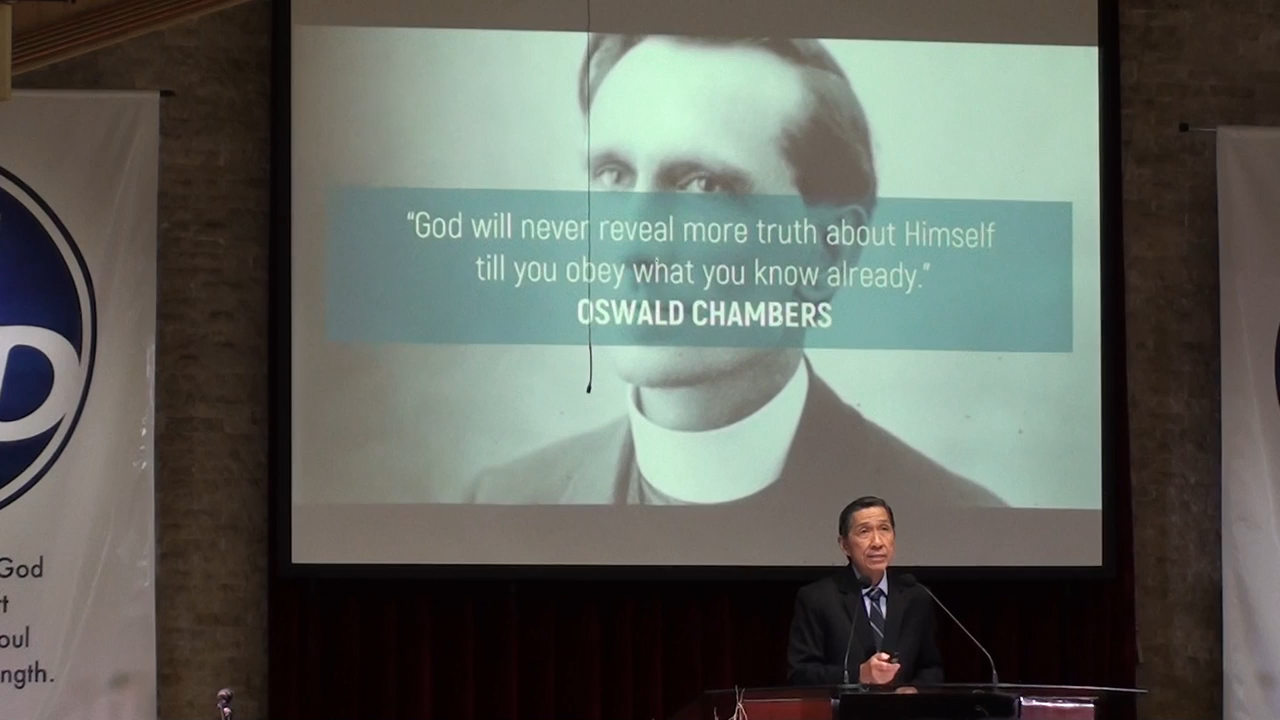 “God will never reveal more truth about Himself
till you obey what you know already.”
OSWALD CHAMBERS
D
God
rt
oul
ngth.